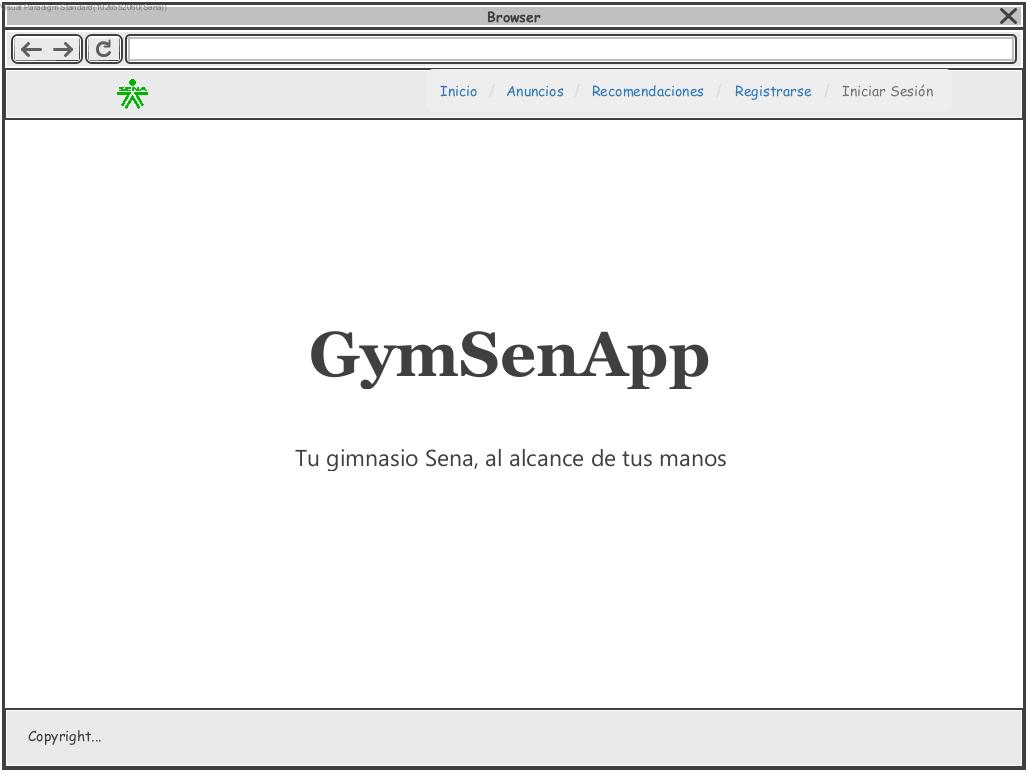 Visual Paradigm Standard(1026552060(Sena))
Browser
SENA
Inicio / Anuncios / Recomendaciones / Registrarse / Iniciar Sesión
GymSenApp
Tu gimnasio Sena, al alcance de tus manos
Copyright...